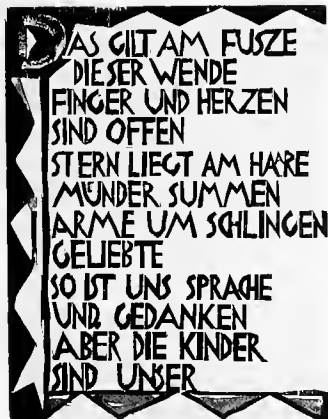 DAS GILT AM FUSZE
DIESER WENDE
FINGER UND HERZEN
SIND OFFEN
STERN LIEGT AM HAARE
MÜNDER SUMMEN
ARME UM SCHLINGEN
GELIEBTE
SO IST UNS SPRACHE
UND GEDANKEN
ABER DIE KINDER
SIND UNSER